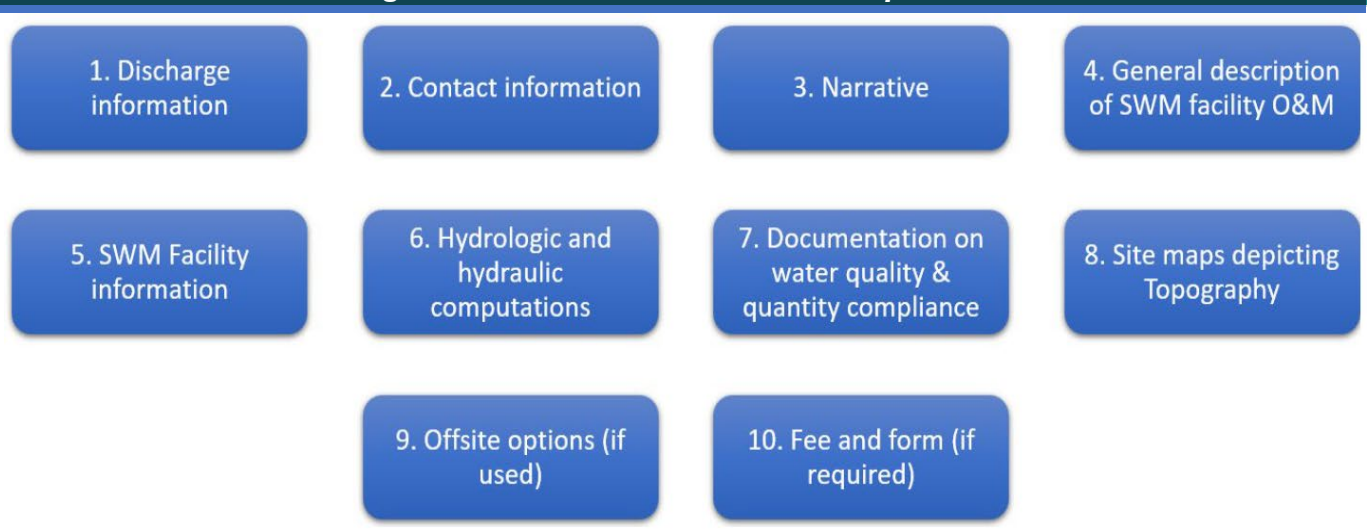 1. Discharge
information
2. Contact information
3. Narrative
4. General description
of SWM facility O&M
5. SWM Facility
information
6. Hydrologic and
hydraulic
computations
7. Documentation on
water quality &
quantity compliance
8. Site maps depicting
Topography
9. Offsite options (if
used)
10. Fee and form (if
required)